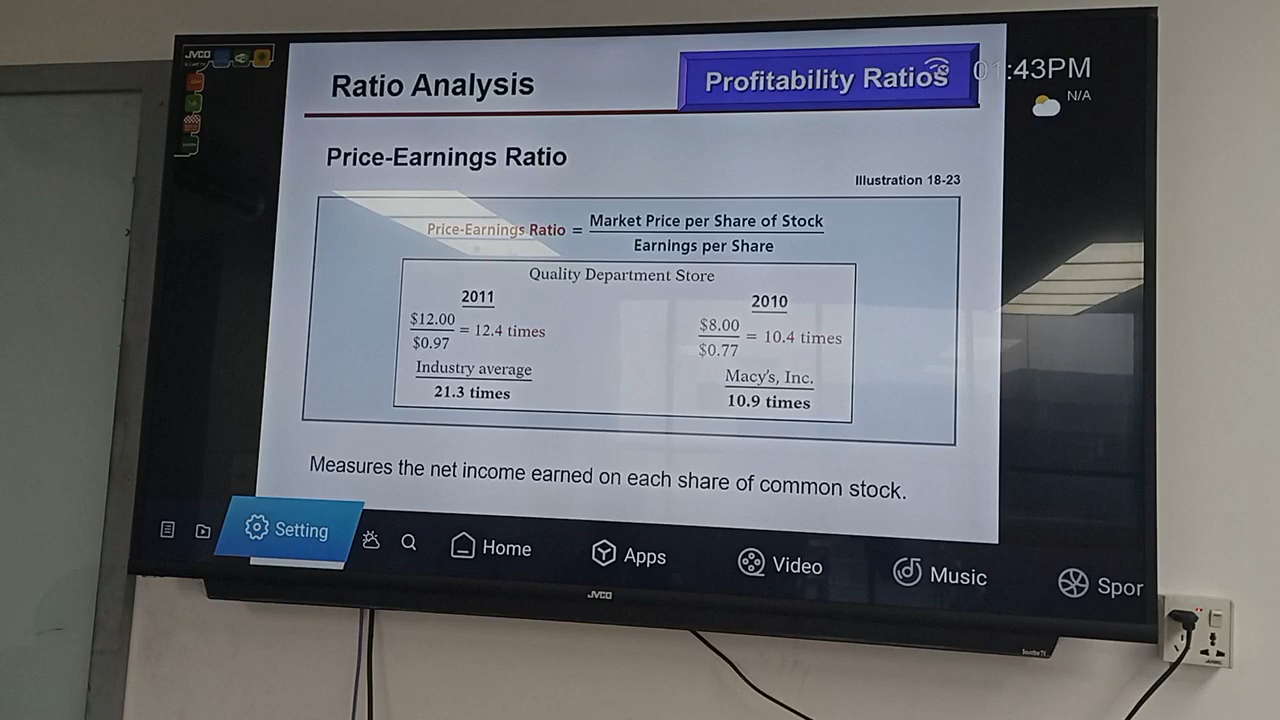 JVCO
Ratio Analysis
Profitability Ratios
01:43PM
N/A
Price-Earnings Ratio
Illustration 18-23
Price-Earnings Ratio = Market Price per Share of Stock
Earnings per Share
Quality Department Store
2011
2010
$12.00
$0.97
= 12.4 times
$8.00
$0.77
= 10.4 times
Industry average
21.3 times
Macy's, Inc.
10.9 times
Measures the net income earned on each share of common stock.
Setting
Home
Apps
Video
Music
Spor
JVCO